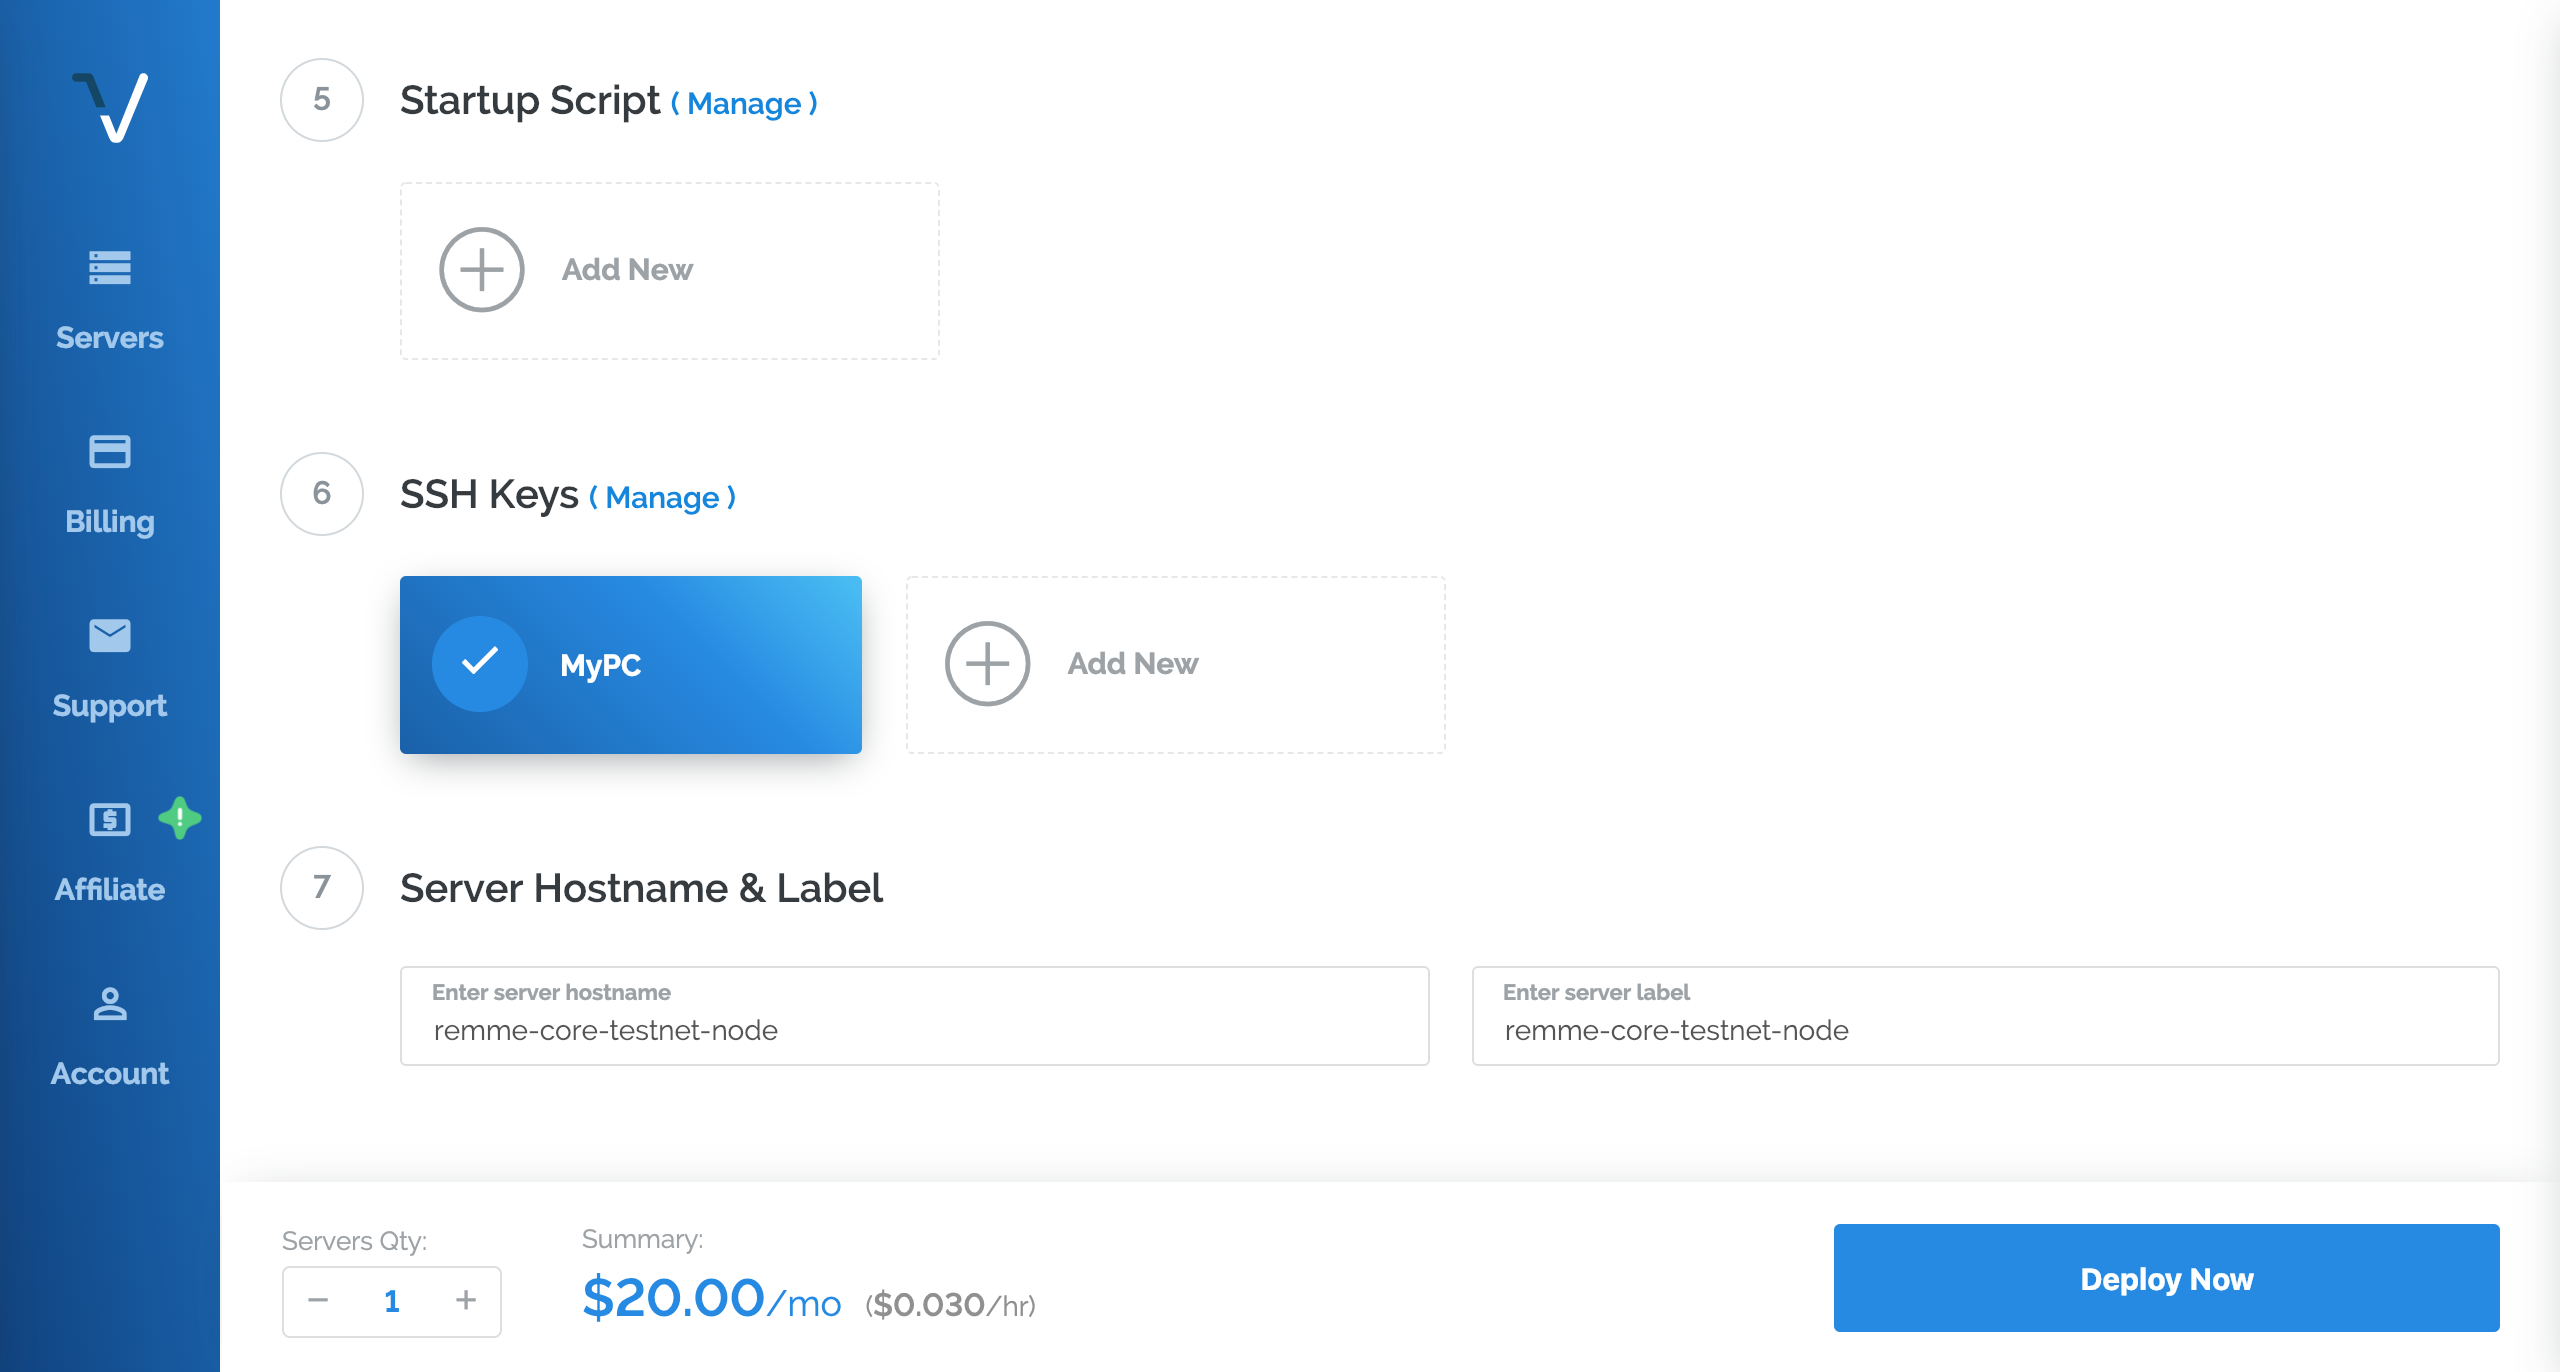 Servers
Billing
Support
Affiliate
Account
5 Startup Script ( Manage )
Add New
6 SSH Keys ( Manage )
MyPC
Add New
7 Server Hostname & Label
Enter server hostname
remme-core-testnet-node
Enter server label
remme-core-testnet-node
Servers Qty:
− 1 +
Summary:
$20.00/mo ($0.030/hr)
Deploy Now